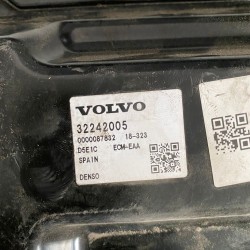 VOLVO
32242005
0000087832 18-323
D5E1C ECM-EAA
SPAIN
DENSO